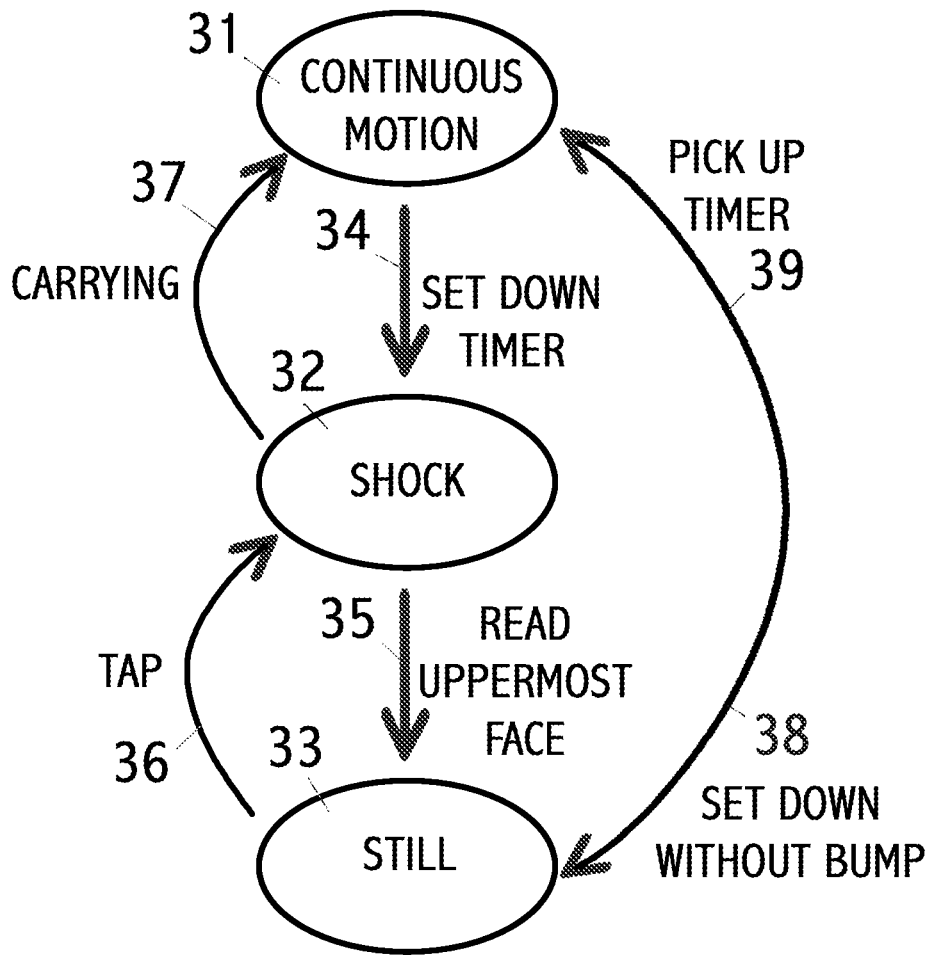 31
CONTINUOUS
MOTION
PICK UP
TIMER
39
37
34
CARRYING
SET DOWN
TIMER
32
SHOCK
35
READ
UPPERMOST
FACE
TAP
36
33
38
STILL
SET DOWN
WITHOUT BUMP